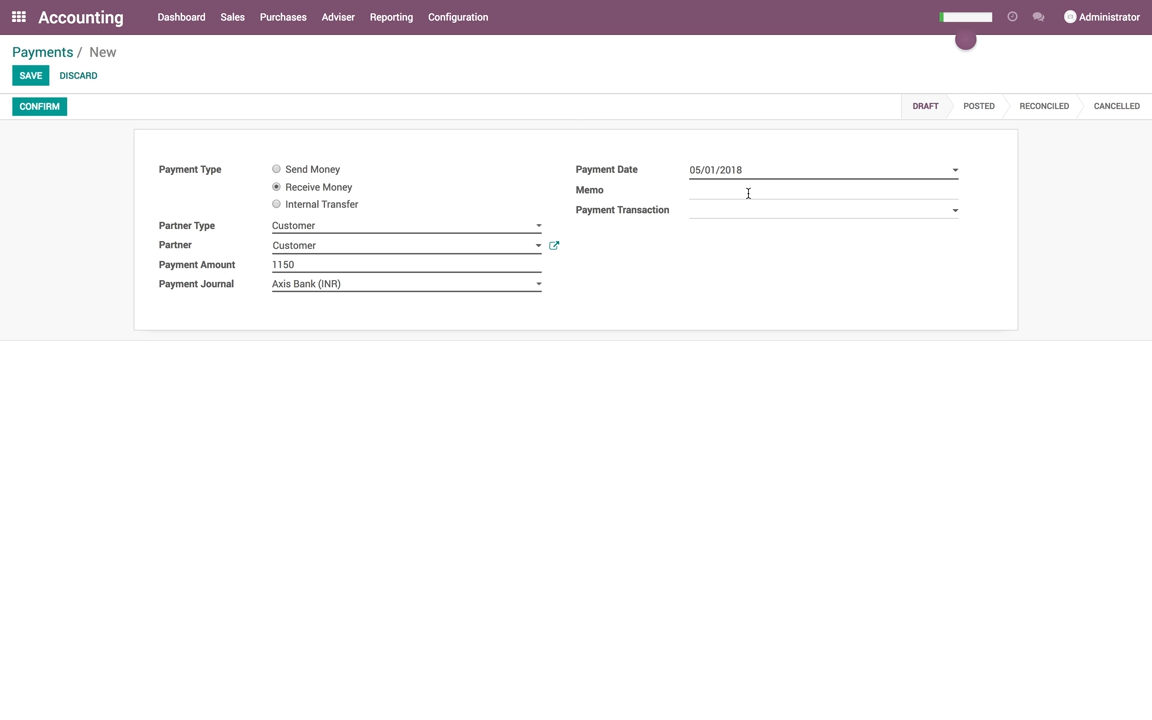 Accounting Dashboard Sales Purchases Adviser Reporting Configuration Administrator
Payments / New
SAVE DISCARD
CONFIRM DRAFT POSTED RECONCILED CANCELLED
Payment Type Send Money
Receive Money
Internal Transfer
Partner Type Customer
Partner Customer
Payment Amount 1150
Payment Journal Axis Bank (INR)
Payment Date 05/01/2018
Memo
Payment Transaction